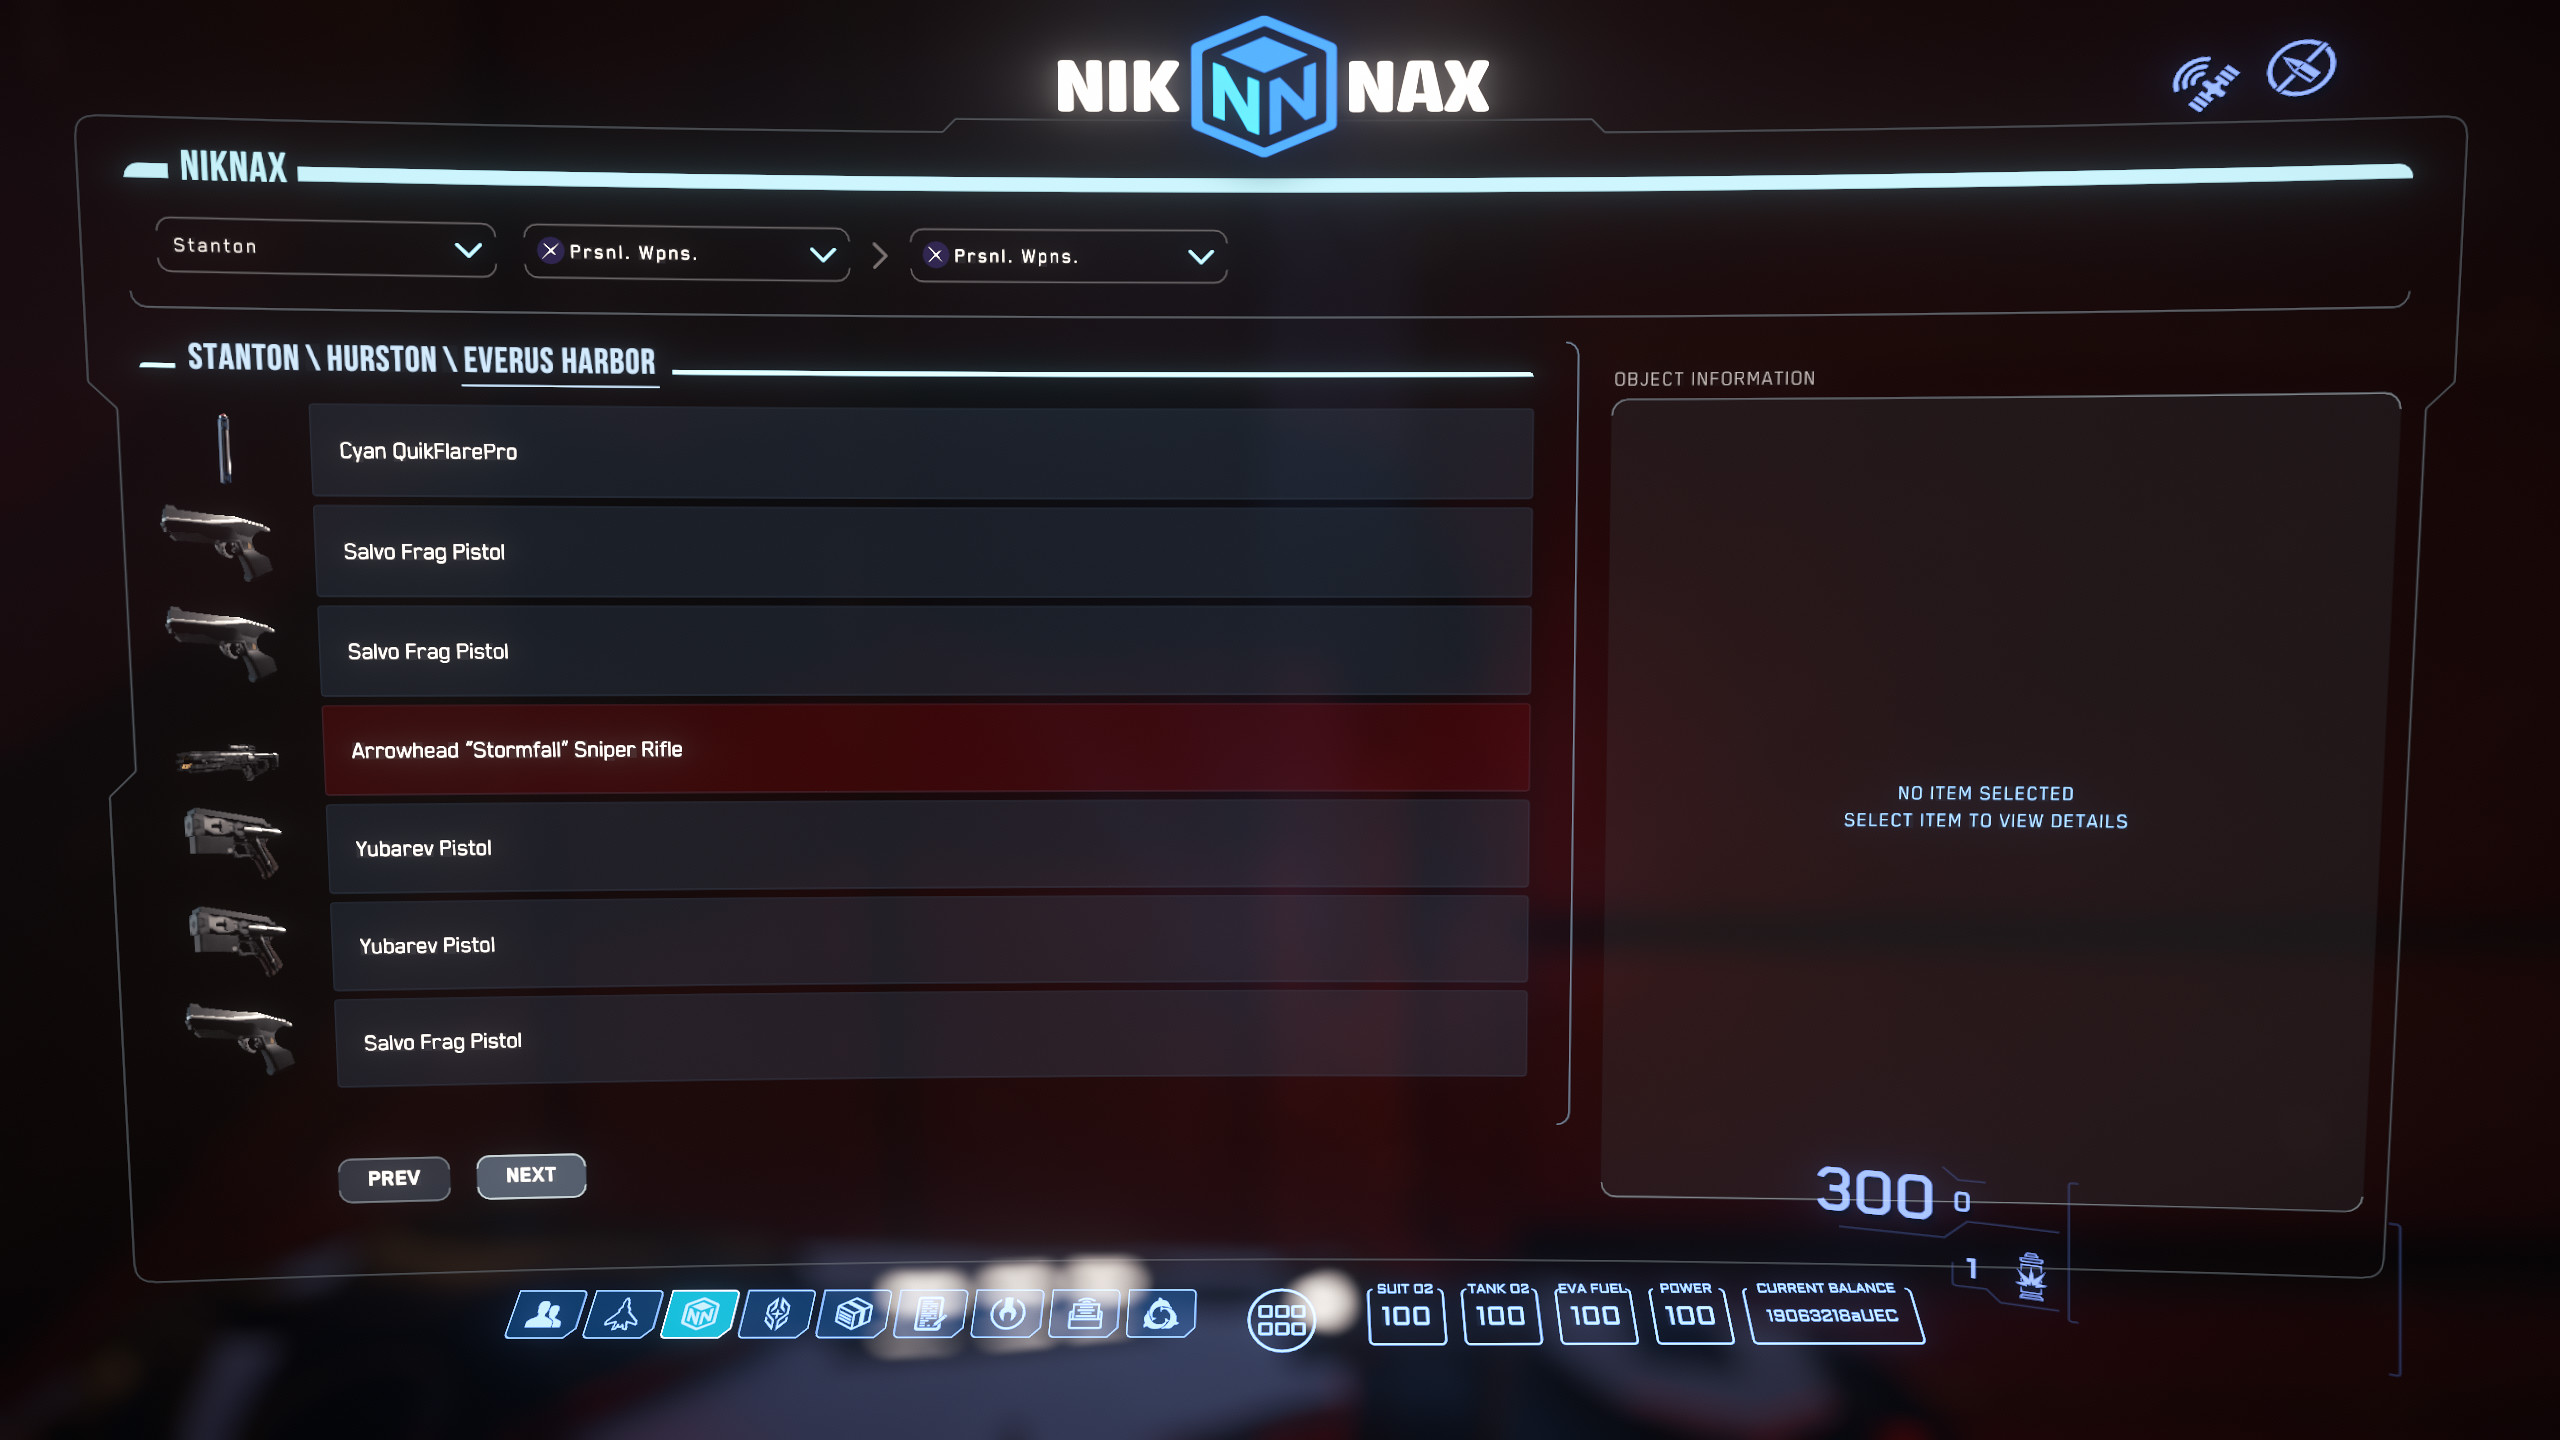 NIK NN NAX
NIKNAX
Stanton
Prsnl. Wpns.
Prsnl. Wpns.
STANTON \ HURSTON \ EVERUS HARBOR
Cyan QuikFlarePro
Salvo Frag Pistol
Salvo Frag Pistol
Arrowhead "Stormfall" Sniper Rifle
Yubarev Pistol
Yubarev Pistol
Salvo Frag Pistol
PREV
NEXT
OBJECT INFORMATION
NO ITEM SELECTED
SELECT ITEM TO VIEW DETAILS
300 0
1
NN
SUIT O2
100
TANK O2
100
EVA FUEL
100
POWER
100
CURRENT BALANCE
19063218aUEC